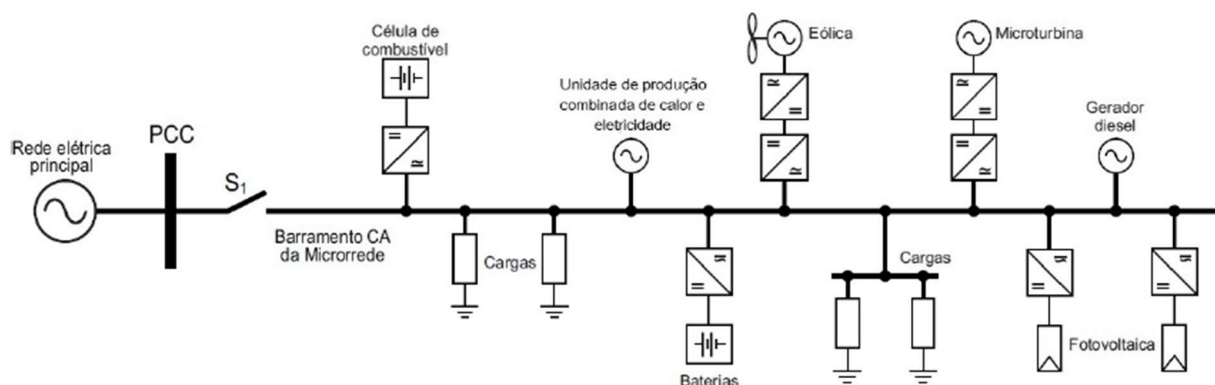 Rede elétrica
principal
PCC
S1
Barramento CA
da Microrrede
Célula de
combustível
Cargas
Unidade de produção
combinada de calor e
eletricidade
Baterias
Eólica
Cargas
Microturbina
Gerador
diesel
Fotovoltaica